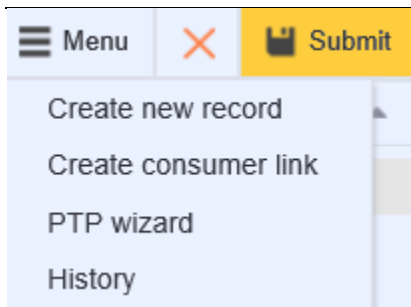 Menu Submit
Create new record
Create consumer link
PTP wizard
History